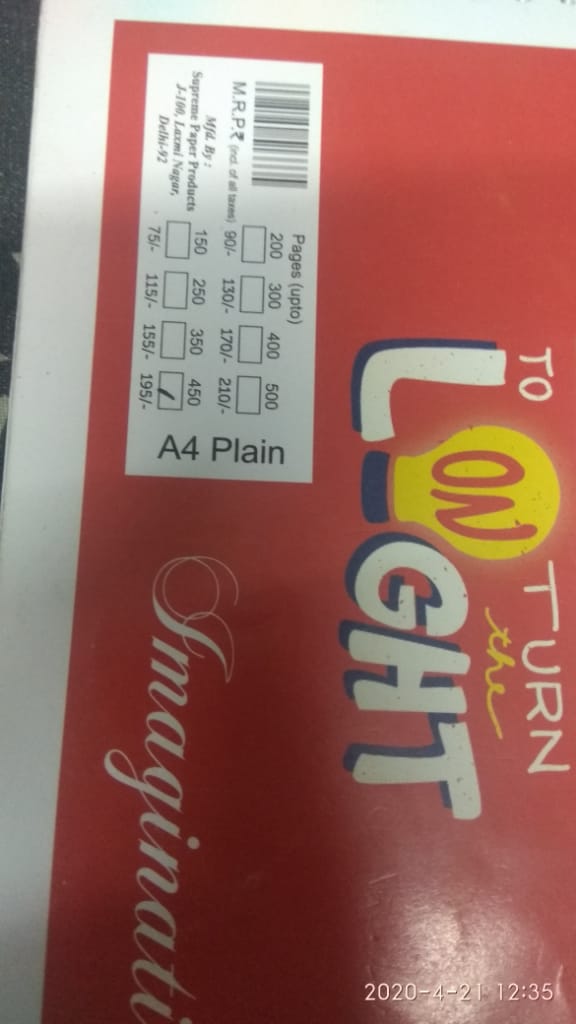 TO
TURN
ON the
LIGHT
Pages (upto)
200 300 400 500
M.R.P.₹ (incl. of all taxes) 90/- 130/- 170/- 210/-
150 250 350 450
75/- 115/- 155/- 195/-
Mfd. By :
Supreme Paper Products
J-100, Laxmi Nagar,
Delhi-92
A4 Plain
Imaginati
2020-4-21 12:35